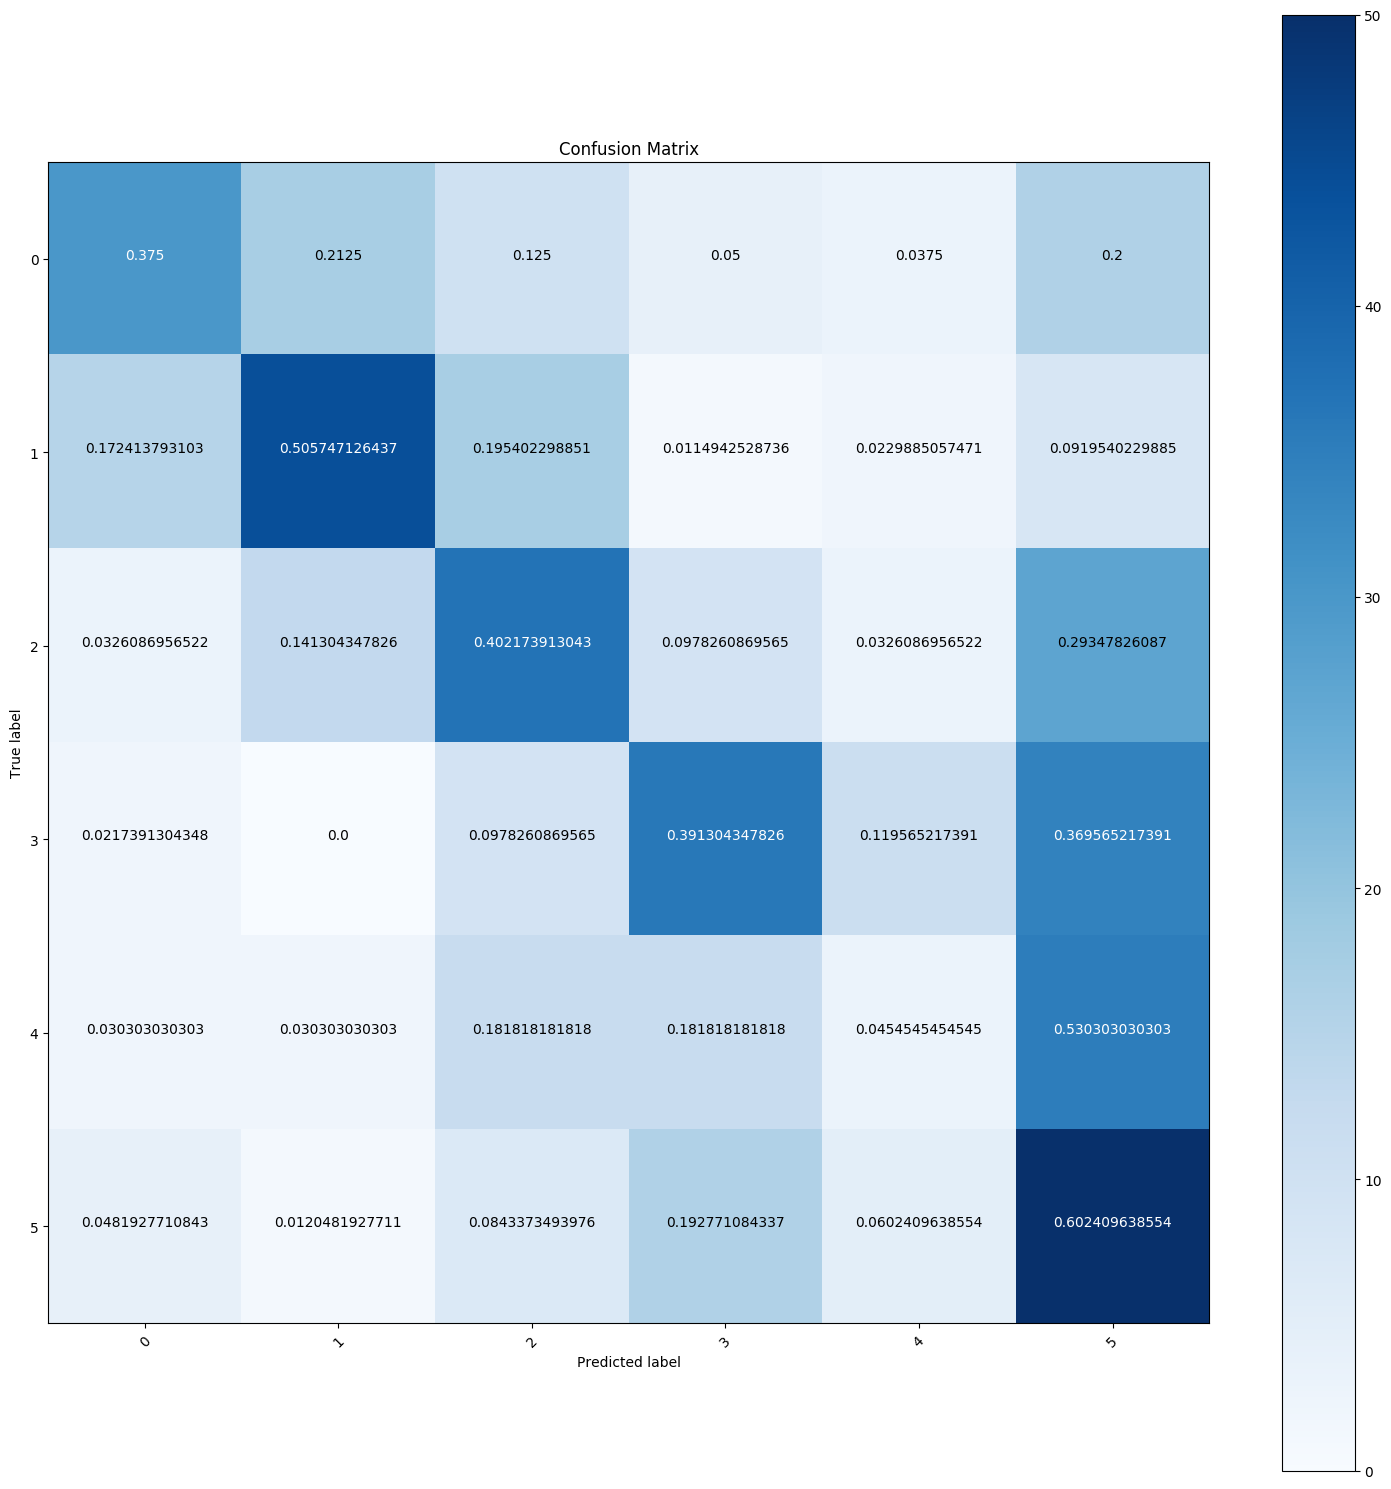 Confusion Matrix
0 0.375 0.2125 0.125 0.05 0.0375 0.2
1 0.172413793103 0.505747126437 0.195402298851 0.0114942528736 0.0229885057471 0.0919540229885
2 0.0326086956522 0.141304347826 0.402173913043 0.0978260869565 0.0326086956522 0.29347826087
3 0.0217391304348 0.0 0.0978260869565 0.391304347826 0.119565217391 0.369565217391
4 0.030303030303 0.030303030303 0.181818181818 0.181818181818 0.0454545454545 0.530303030303
5 0.0481927710843 0.0120481927711 0.0843373493976 0.192771084337 0.0602409638554 0.602409638554
0 1 2 3 4 5
Predicted label
True label
50
40
30
20
10
0